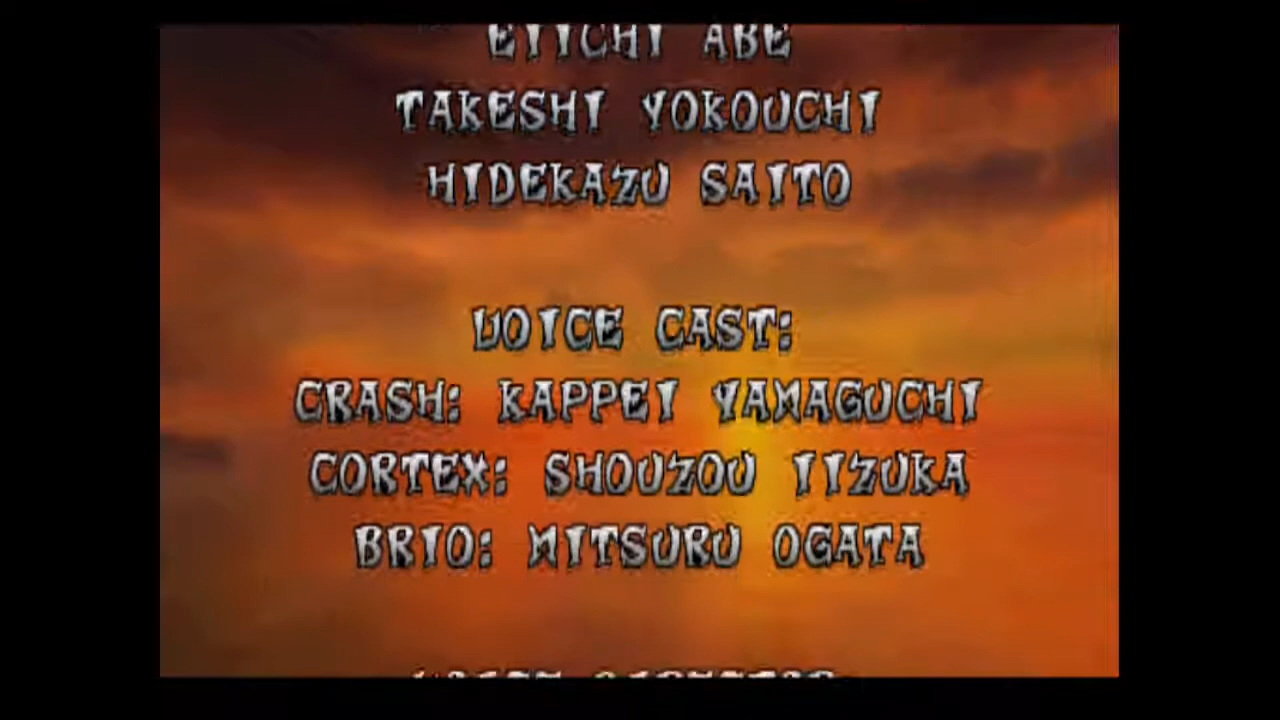 EIICHI ABE
TAKESHI YOKOUCHI
HIDEKAZU SAITO
VOICE CAST:
CRASH: KAPPEI YAMAGUCHI
CORTEX: SHOUZOU IIZUKA
BRIO: MITSURU OGATA